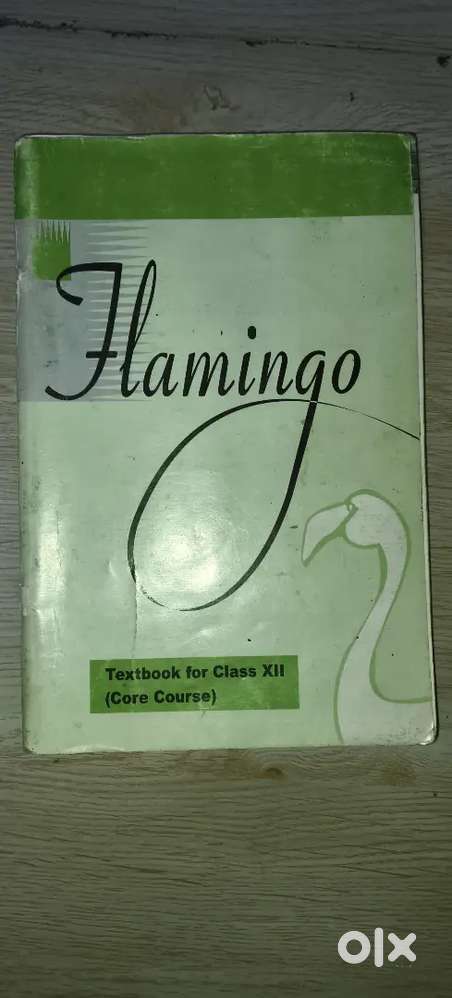 Flamingo
Textbook for Class XII
(Core Course)
olx